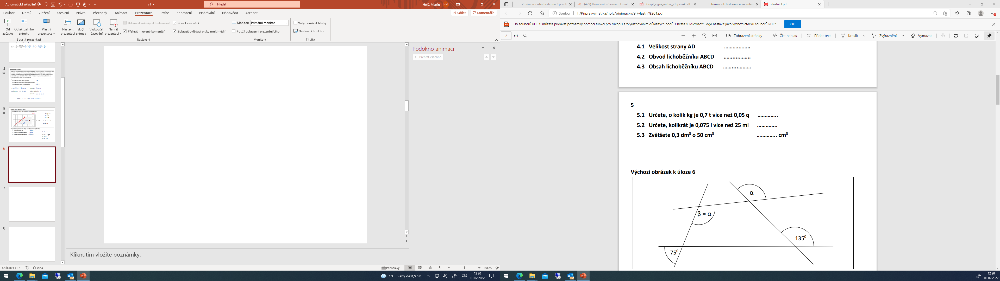 Automatické ukládání
v1
Hledat
Holý, Martin HM
Soubor Domů Vložení Kreslení Návrh Přechody Animace Prezentace Revize Zobrazení Nahrávání Nápověda Acrobat
Sdílet Komentáře
Od začátku
Od aktuálního snímku
Vlastní prezentace
Spustit prezentaci
Nastavit prezentaci
Skrýt snímek
Vyzkoušet časování
Nahrát prezentaci
Udržovat snímky aktualizované
Přehrát mluvený komentář
Použít časování
Zobrazit ovládací prvky multimédií
Nastavení
Monitor: Primární monitor
Použít zobrazení prezentujícího
Monitory
Vždy používat titulky
Nastavení titulků
Titulky
4
5
6
7
8
Podokno animací
Přehrát všechno
Kliknutím vložíte poznámky.
Snímek 6 z 17 Čeština
Poznámky
106 %
1°C Slabý déšť/sníh
CES
12:20
01.02.2022
Změna rozvrhu hodin na 2.polo
(429) Doručené – Seznam Email
Crypt_vypis_archiv_z1cpvzr4.pdf
Informace k testování a karantén
vlastní 1.pdf
Soubor T:/Přípravy/matika/holy/přijímačky/9r/vlastní%201.pdf
Do souborů PDF si můžete přidávat poznámky pomocí funkcí pro rukopis a zvýrazňováním důležitých bodů. Chcete si Microsoft Edge nastavit jako výchozí čtečku souborů PDF?
OK
2 z 5
Zobrazení stránky
Číst nahlas
Přidat text
Kreslit
Zvýraznění
Vymazat
4.1 Velikost strany AD ……………..
4.2 Obvod lichoběžníku ABCD ……………..
4.3 Obsah lichoběžníku ABCD ………………
5
5.1 Určete, o kolik kg je 0,7 t více než 0,05 q …………..
5.2 Určete, kolikrát je 0,075 l více než 25 ml …………..
5.3 Zvětšete 0,3 dm³ o 50 cm³ ………….. cm³
Výchozí obrázek k úloze 6
α
β = α
135⁰
75⁰
12:20
01.02.2022